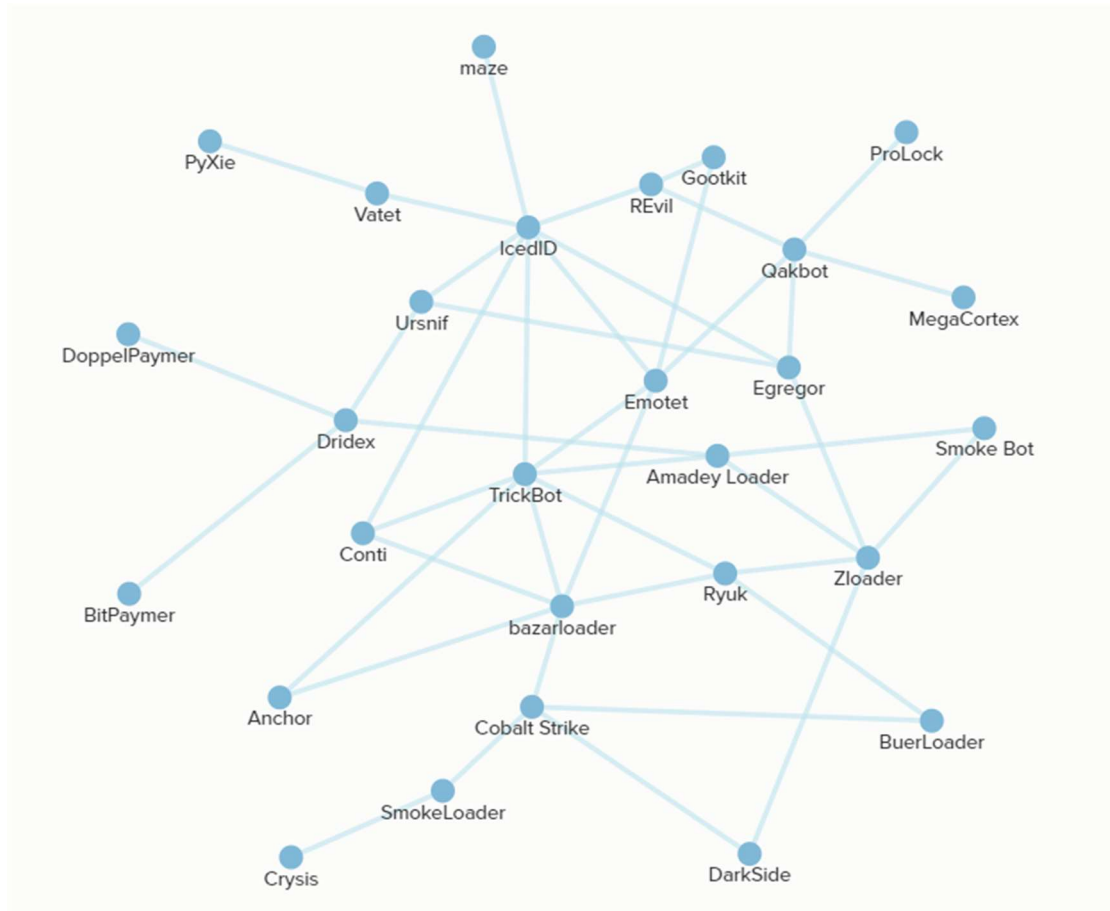 maze
PyXie
ProLock
Gootkit
Vatet
REvil
IcedID
Qakbot
MegaCortex
Ursnif
DoppelPaymer
Egregor
Emotet
Dridex
Smoke Bot
Amadey Loader
TrickBot
Conti
Zloader
Ryuk
BitPaymer
bazarloader
Anchor
Cobalt Strike
BuerLoader
SmokeLoader
DarkSide
Crysis